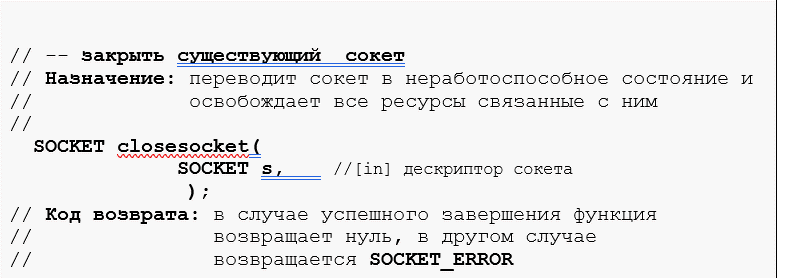 // -- закрыть существующий  сокет
// Назначение: переводит сокет в неработоспособное состояние и
//             освобождает все ресурсы связанные с ним
//
  SOCKET closesocket(
              SOCKET s,   //[in] дескриптор сокета
               );
// Код возврата: в случае успешного завершения функция
//               возвращает нуль, в другом случае
//               возвращается SOCKET_ERROR